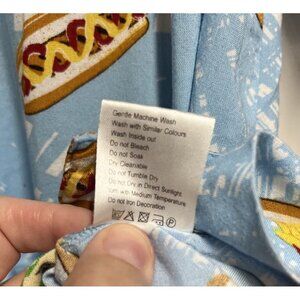 Gentle Machine Wash
Wash with Similar Colours
Wash Inside out
Do not Bleach
Do not Soak
Dry Cleanable
Do not Tumble Dry
Do not Dry in Direct Sunlight
with Medium Temperature
Do not Iron Decoration